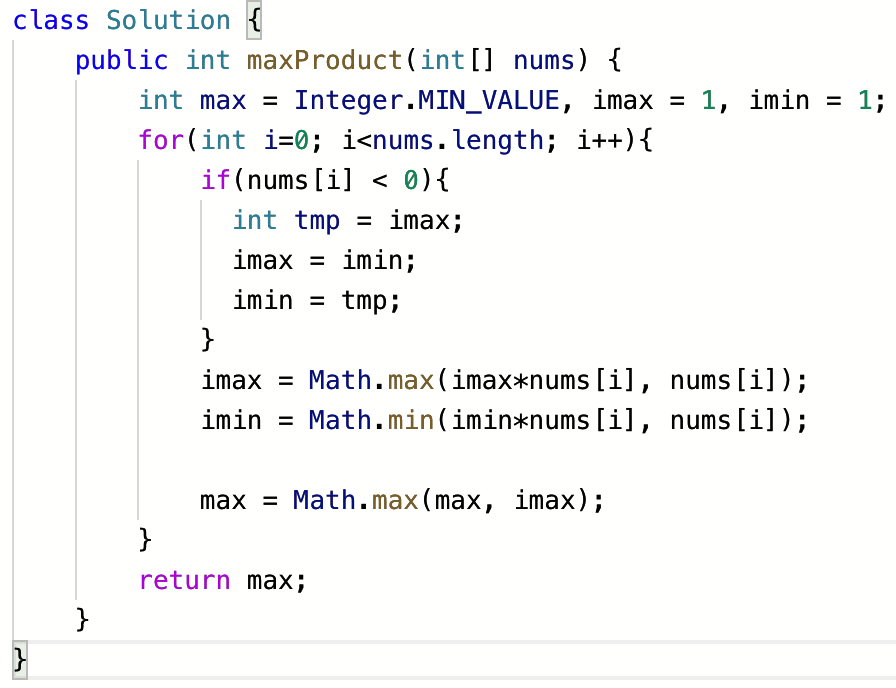 class Solution {
    public int maxProduct(int[] nums) {
        int max = Integer.MIN_VALUE, imax = 1, imin = 1;
        for(int i=0; i<nums.length; i++){
            if(nums[i] < 0){
              int tmp = imax;
              imax = imin;
              imin = tmp;
            }
            imax = Math.max(imax*nums[i], nums[i]);
            imin = Math.min(imin*nums[i], nums[i]);

            max = Math.max(max, imax);
        }
        return max;
    }
}